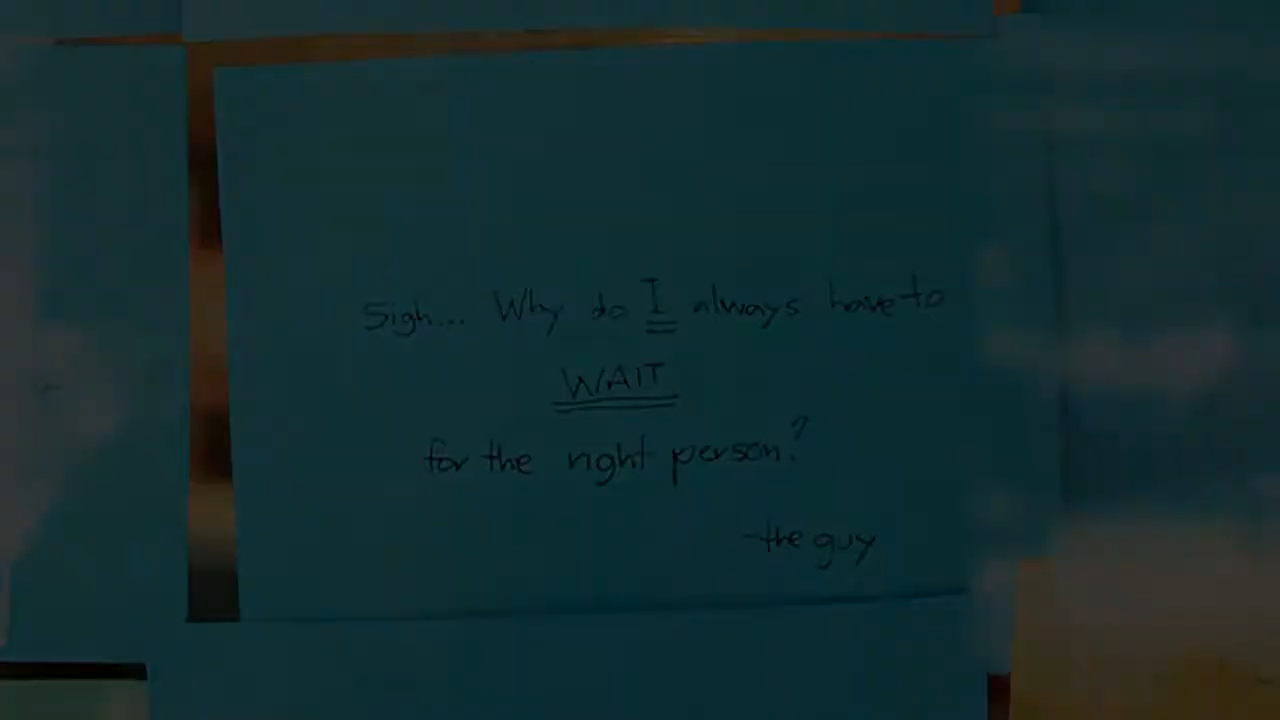 Sigh... Why do I always have to
WAIT
for the right person?
-the guy